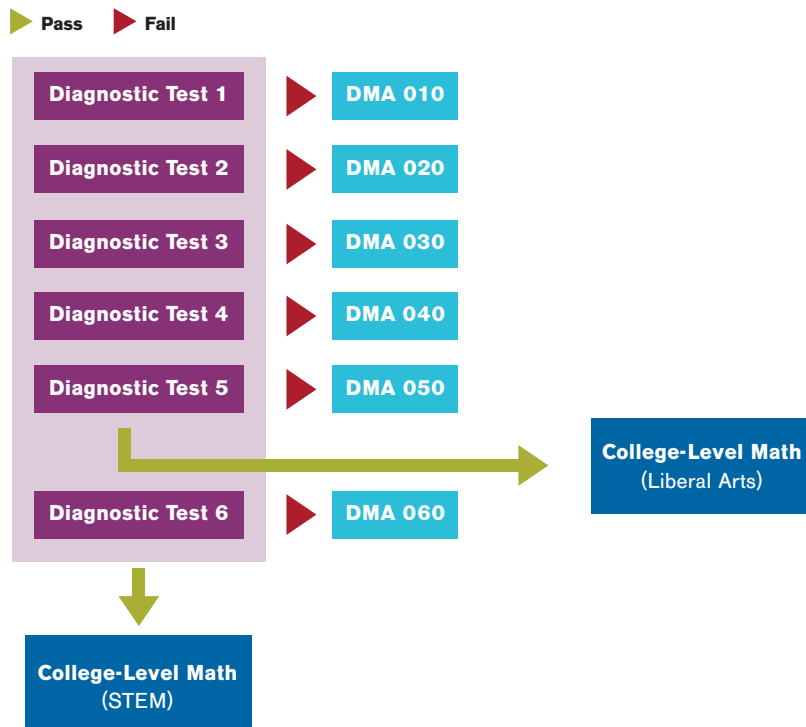 Pass Fail
Diagnostic Test 1 DMA 010
Diagnostic Test 2 DMA 020
Diagnostic Test 3 DMA 030
Diagnostic Test 4 DMA 040
Diagnostic Test 5 DMA 050
College-Level Math
(Liberal Arts)
Diagnostic Test 6 DMA 060
College-Level Math
(STEM)